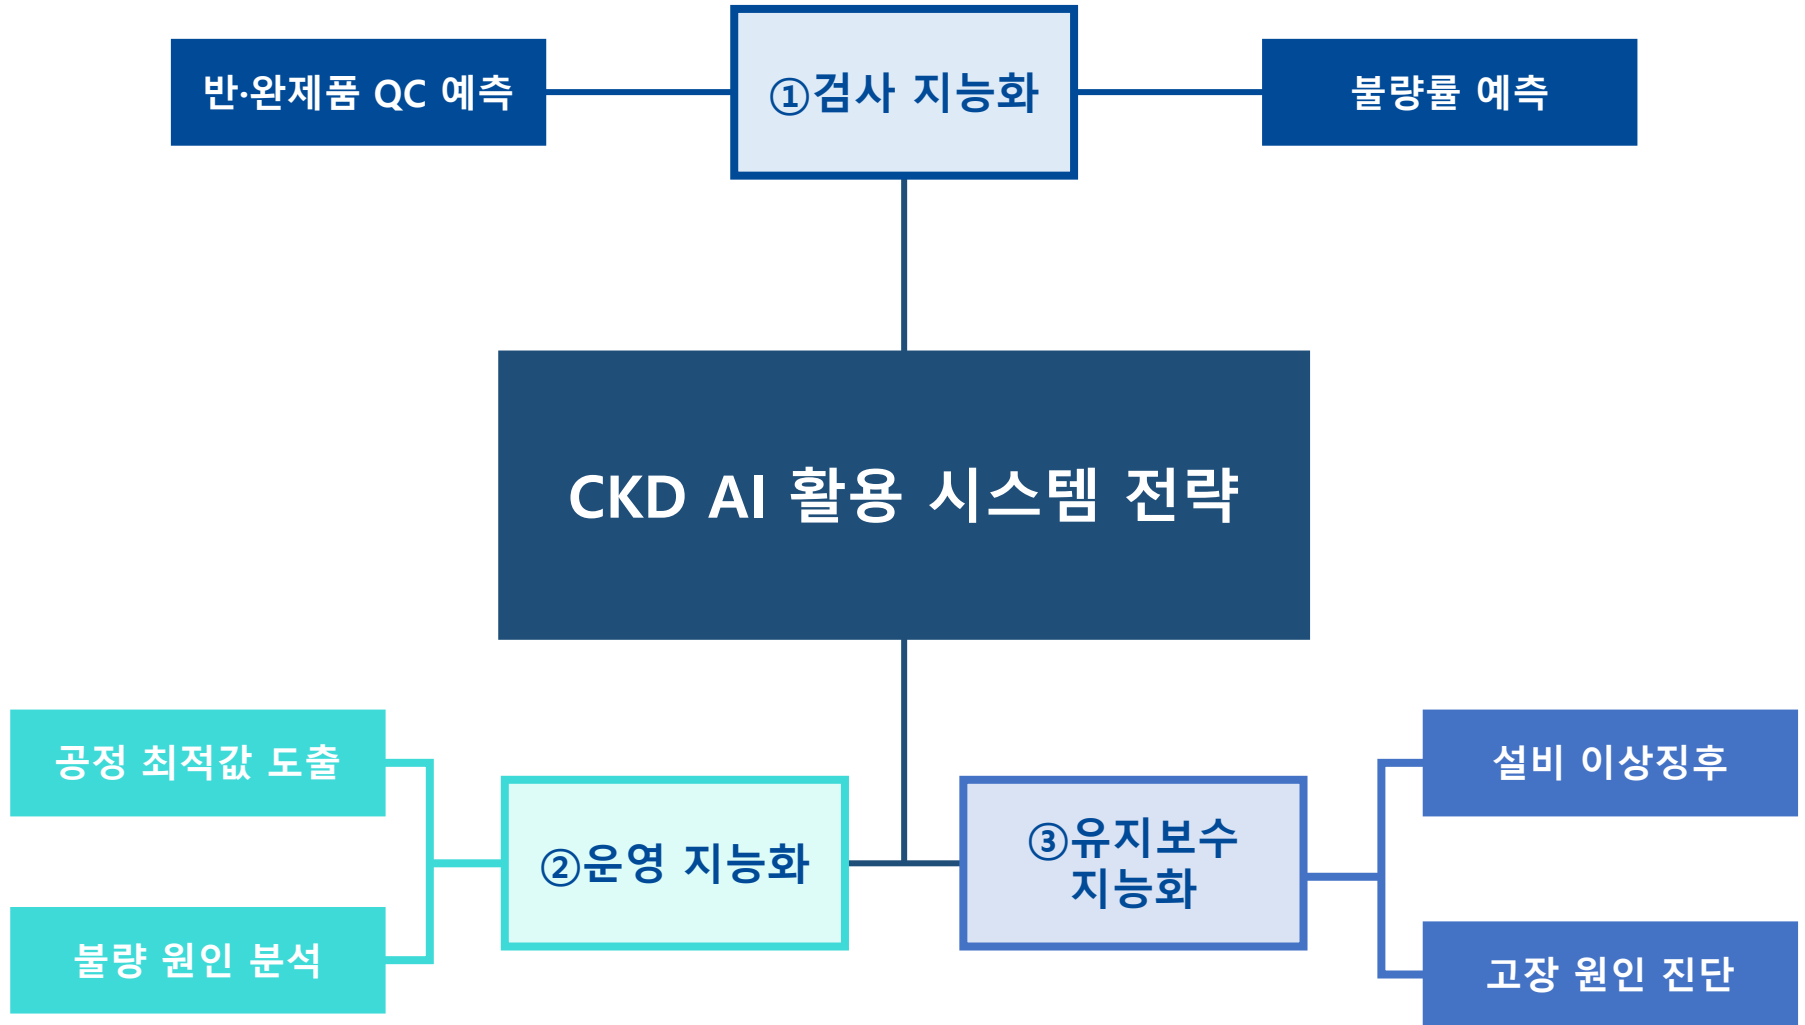 반·완제품 QC 예측
①검사 지능화
불량률 예측
CKD AI 활용 시스템 전략
공정 최적값 도출
불량 원인 분석
②운영 지능화
③유지보수
지능화
설비 이상징후
고장 원인 진단